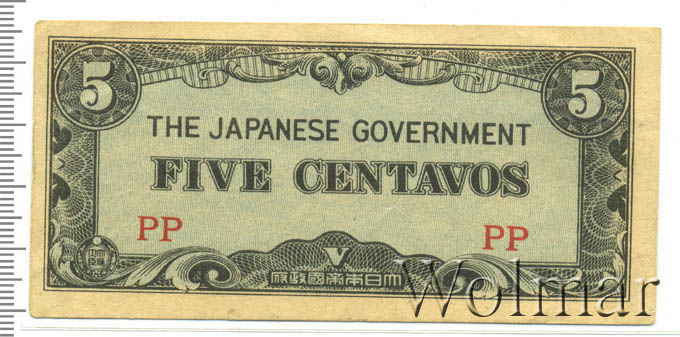 5 5
THE JAPANESE GOVERNMENT
FIVE CENTAVOS
PP PP
V
大日本帝國政府
Wolmar